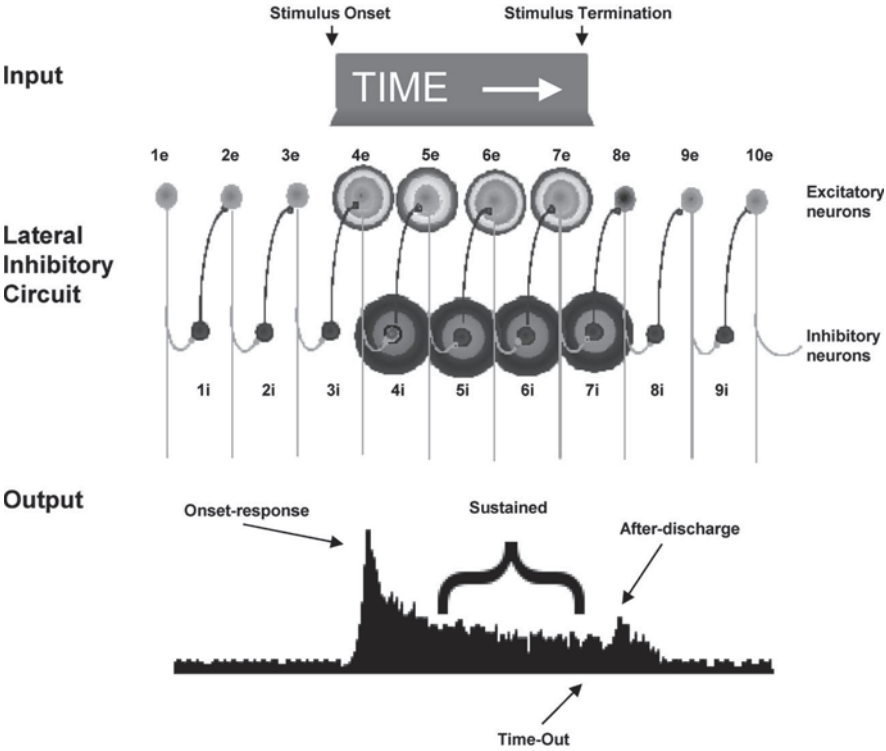 Stimulus Onset
Stimulus Termination
Input
TIME
1e 2e 3e 4e 5e 6e 7e 8e 9e 10e
Excitatory
neurons
Lateral
Inhibitory
Circuit
Inhibitory
neurons
1i 2i 3i 4i 5i 6i 7i 8i 9i
Output
Onset-response
Sustained
After-discharge
Time-Out